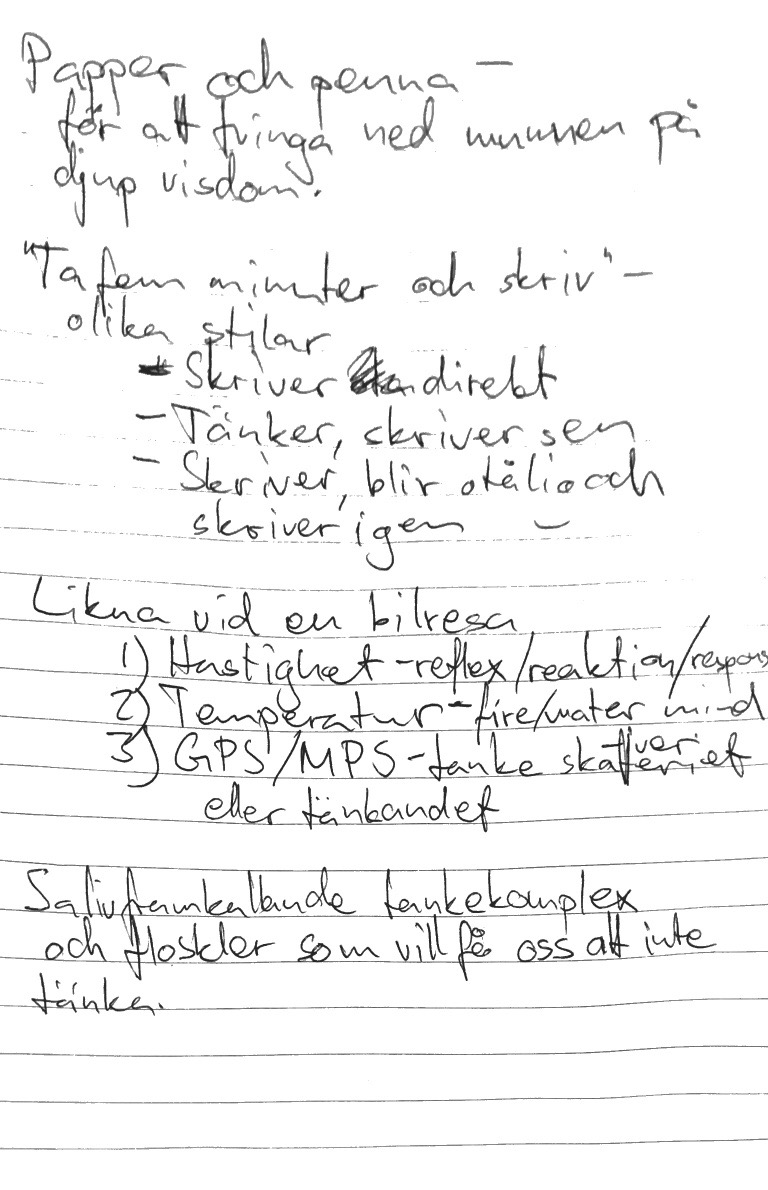 Papper och penna –
för att tvinga ned munnen på
djup visdom.
"Ta fem minuter och skriv" –
olika stilar
– Skriver direkt
– Tänker, skriver sen
– Skriver, blir otålig och
skriver igen
Likna vid en bilresa
1) Hastighet – reflex/reaktion/respons
2) Temperatur – fire/water mind
3) GPS/MPS – tanke
eller tänkandet
Salivframkallande tankekomplex
och floskler som vill få oss att inte
tänka.